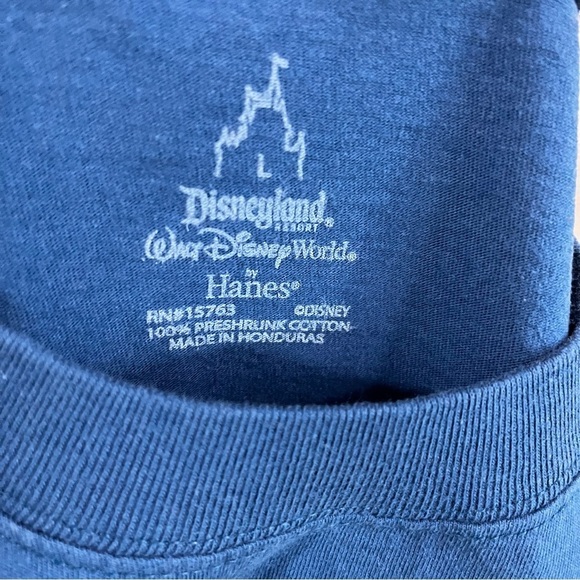 L
Disneyland®
RESORT
Walt Disney World®
by
Hanes®
RN#15763 ©DISNEY
100% PRESHRUNK COTTON
MADE IN HONDURAS